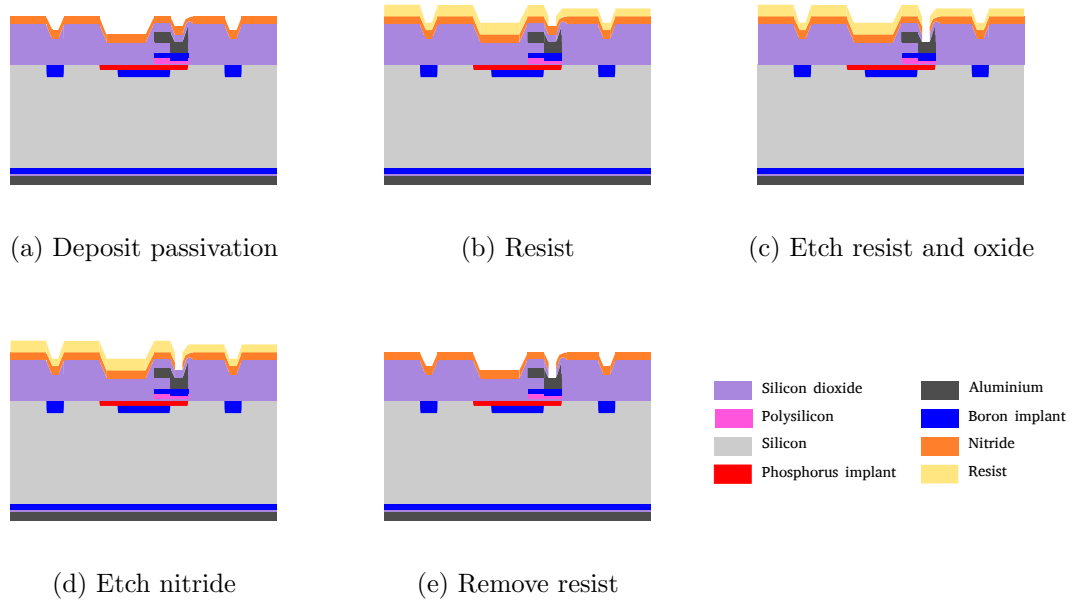 (a) Deposit passivation
(b) Resist
(c) Etch resist and oxide
(d) Etch nitride
(e) Remove resist
Silicon dioxide
Polysilicon
Silicon
Phosphorus implant
Aluminium
Boron implant
Nitride
Resist